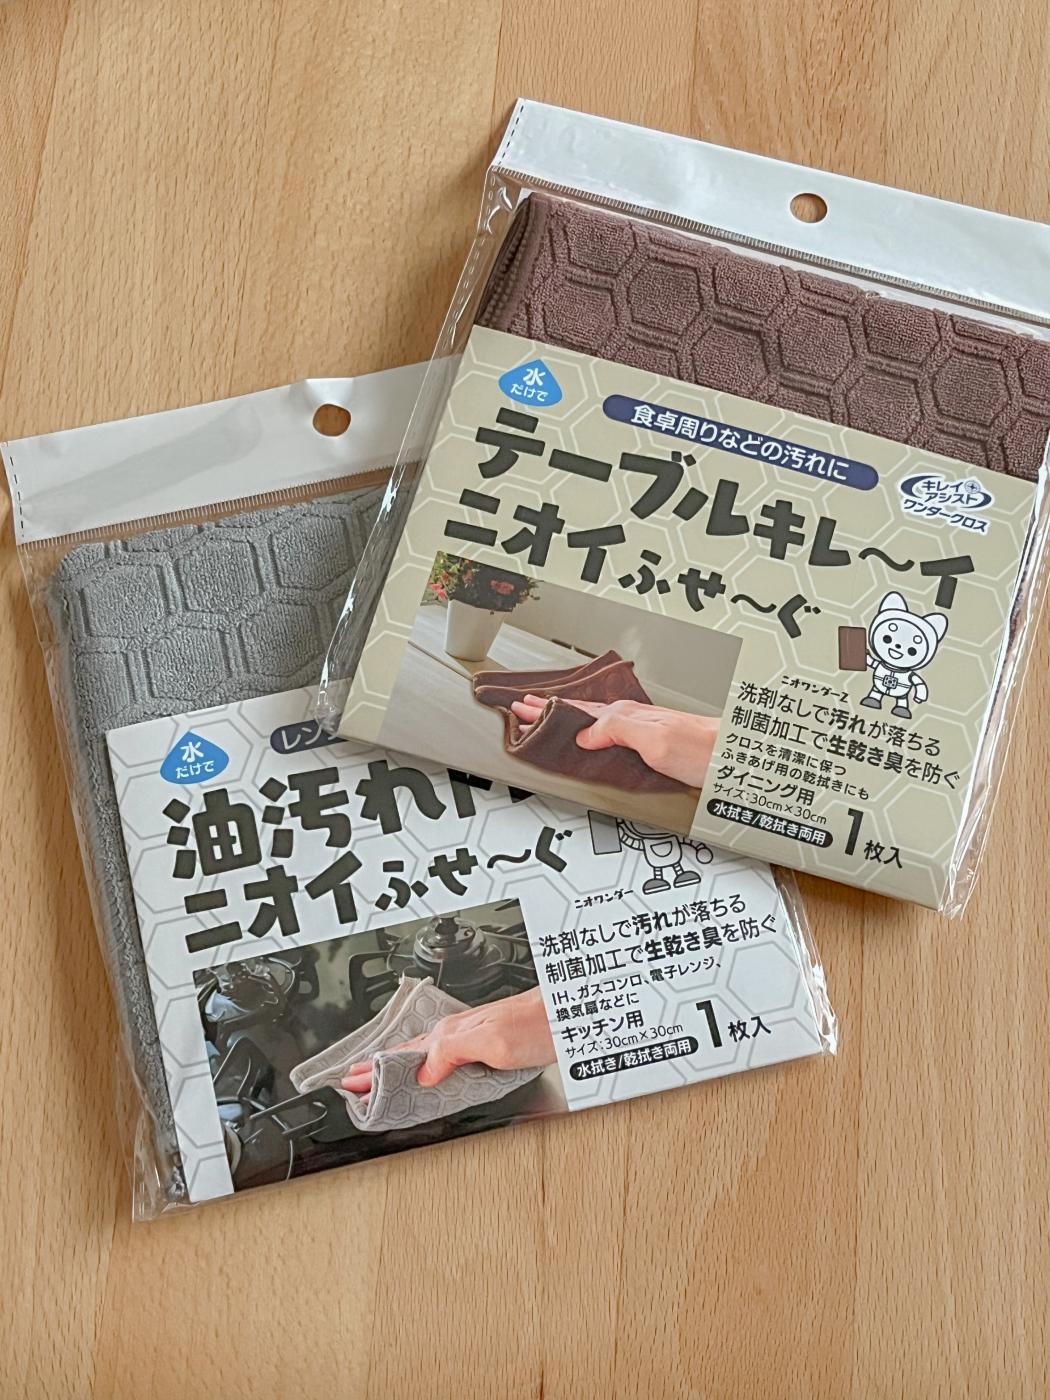 水
だけで
食卓周りなどの汚れに
テーブルキレ〜イ
ニオイふせ〜ぐ
キレイ+
アシスト
ワンダークロス
ニオワンダーZ
洗剤なしで汚れが落ちる
制菌加工で生乾き臭を防ぐ
クロスを清潔に保つ
ふきあげ用の乾拭きにも
ダイニング用
サイズ:30cm×30cm
水拭き/乾拭き両用
1枚入
水
だけで
レン
油汚れ
ニオイふせ〜ぐ
ニオワンダー
洗剤なしで汚れが落ちる
制菌加工で生乾き臭を防ぐ
IH、ガスコンロ、電子レンジ、
換気扇などに
キッチン用
サイズ:30cm×30cm
水拭き/乾拭き両用
1枚入